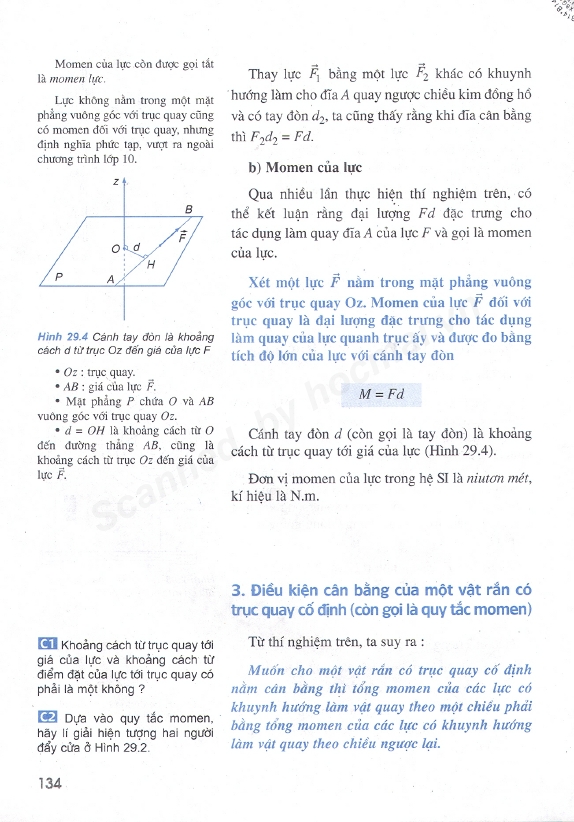 Momen của lực còn được gọi tắt
là momen lực.
Lực không nằm trong một mặt
phẳng vuông góc với trục quay cũng
có momen đối với trục quay, nhưng
định nghĩa phức tạp, vượt ra ngoài
chương trình lớp 10.
z
B
O
d
F
H
P
A
Hình 29.4 Cánh tay đòn là khoảng
cách d từ trục Oz đến giá của lực F
• Oz : trục quay.
• AB : giá của lực F⃗.
• Mặt phẳng P chứa O và AB
vuông góc với trục quay Oz.
• d = OH là khoảng cách từ O
đến đường thẳng AB, cũng là
khoảng cách từ trục Oz đến giá của
lực F⃗.
C1 Khoảng cách từ trục quay tới
giá của lực và khoảng cách từ
điểm đặt của lực tới trục quay có
phải là một không ?
C2 Dựa vào quy tắc momen,
hãy lí giải hiện tượng hai người
đẩy cửa ở Hình 29.2.
Thay lực F⃗₁ bằng một lực F⃗₂ khác có khuynh
hướng làm cho đĩa A quay ngược chiều kim đồng hồ
và có tay đòn d₂, ta cũng thấy rằng khi đĩa cân bằng
thì F₂d₂ = Fd.
b) Momen của lực
Qua nhiều lần thực hiện thí nghiệm trên, có
thể kết luận rằng đại lượng Fd đặc trưng cho
tác dụng làm quay đĩa A của lực F và gọi là momen
của lực.
Xét một lực F⃗ nằm trong mặt phẳng vuông
góc với trục quay Oz. Momen của lực F⃗ đối với
trục quay là đại lượng đặc trưng cho tác dụng
làm quay của lực quanh trục ấy và được đo bằng
tích độ lớn của lực với cánh tay đòn
M = Fd
Cánh tay đòn d (còn gọi là tay đòn) là khoảng
cách từ trục quay tới giá của lực (Hình 29.4).
Đơn vị momen của lực trong hệ SI là niutơn mét,
kí hiệu là N.m.
3. Điều kiện cân bằng của một vật rắn có
trục quay cố định (còn gọi là quy tắc momen)
Từ thí nghiệm trên, ta suy ra :
Muốn cho một vật rắn có trục quay cố định
nằm cân bằng thì tổng momen của các lực có
khuynh hướng làm vật quay theo một chiều phải
bằng tổng momen của các lực có khuynh hướng
làm vật quay theo chiều ngược lại.
134
Scanned by